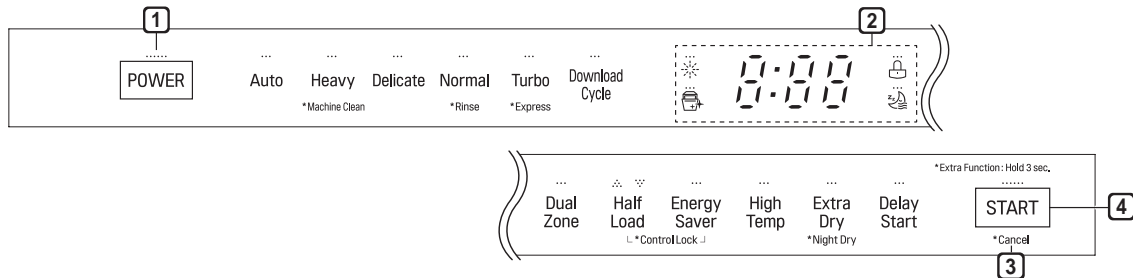 1
2
POWER
Auto
Heavy
Delicate
Normal
Turbo
Download
Cycle
*Machine Clean
*Rinse
*Express
8:88
*Extra Function: Hold 3 sec.
Dual
Zone
Half
Load
Energy
Saver
High
Temp
Extra
Dry
Delay
Start
START
4
*Control Lock
*Night Dry
*Cancel
3